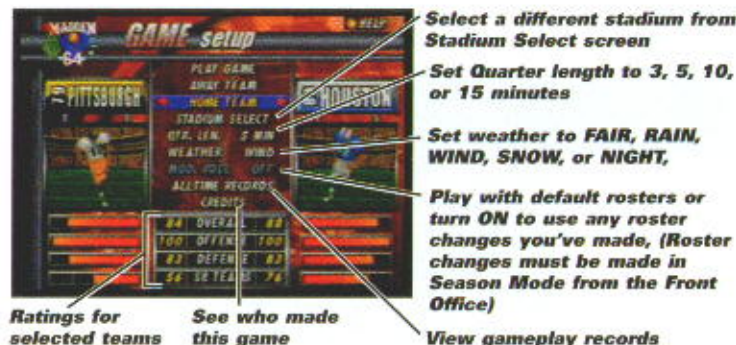 MADDEN
64
GAME setup
HELP
PLAY GAME
AWAY TEAM
HOME TEAM
STADIUM SELECT
QTR. LEN. 5 MIN
WEATHER WIND
OFF
ALLTIME RECORDS
CREDITS
PITTSBURGH
HOUSTON
84 OVERALL 88
100 OFFENSE 100
83 DEFENSE 83
56 SP. TEAMS 76
Select a different stadium from
Stadium Select screen
Set Quarter length to 3, 5, 10,
or 15 minutes
Set weather to FAIR, RAIN,
WIND, SNOW, or NIGHT,
Play with default rosters or
turn ON to use any roster
changes you've made, (Roster
changes must be made in
Season Mode from the Front
Office)
View gameplay records
See who made
this game
Ratings for
selected teams